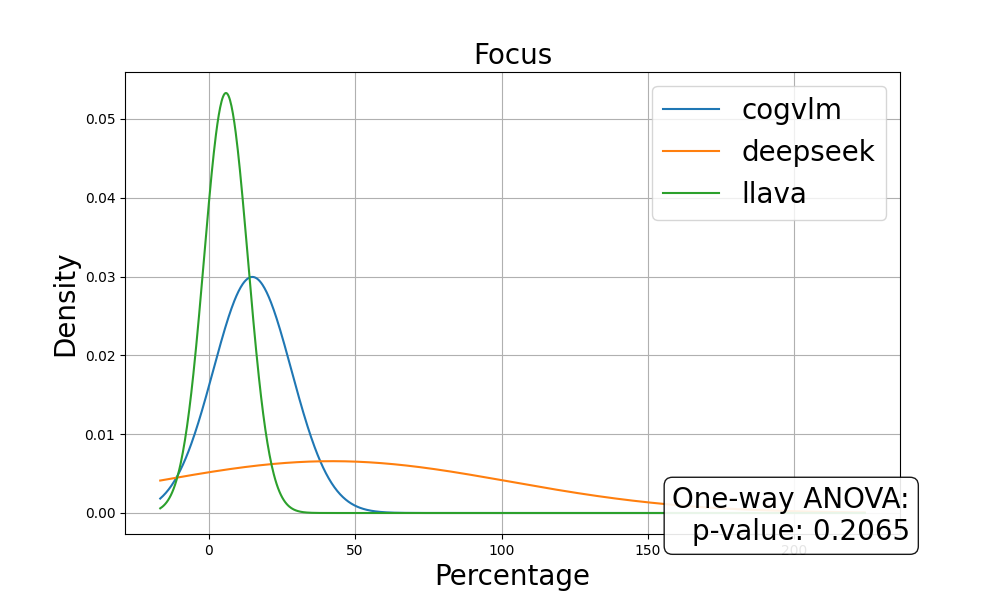 Focus
cogvlm
deepseek
llava
0.05
0.04
0.03
0.02
0.01
0.00
Density
0
50
100
150
200
One-way ANOVA:
p-value: 0.2065
Percentage